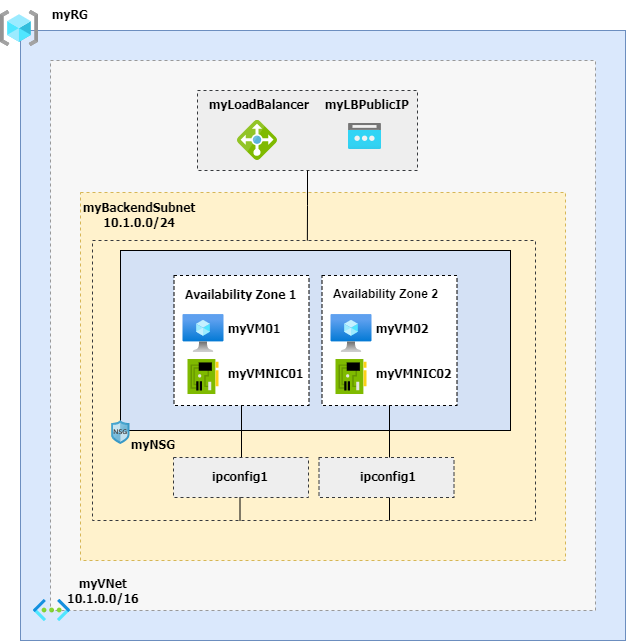 myRG
myLoadBalancer
myLBPublicIP
myBackendSubnet
10.1.0.0/24
Availability Zone 1
Availability Zone 2
myVM01
myVM02
myVMNIC01
myVMNIC02
NSG
myNSG
ipconfig1
ipconfig1
myVNet
10.1.0.0/16